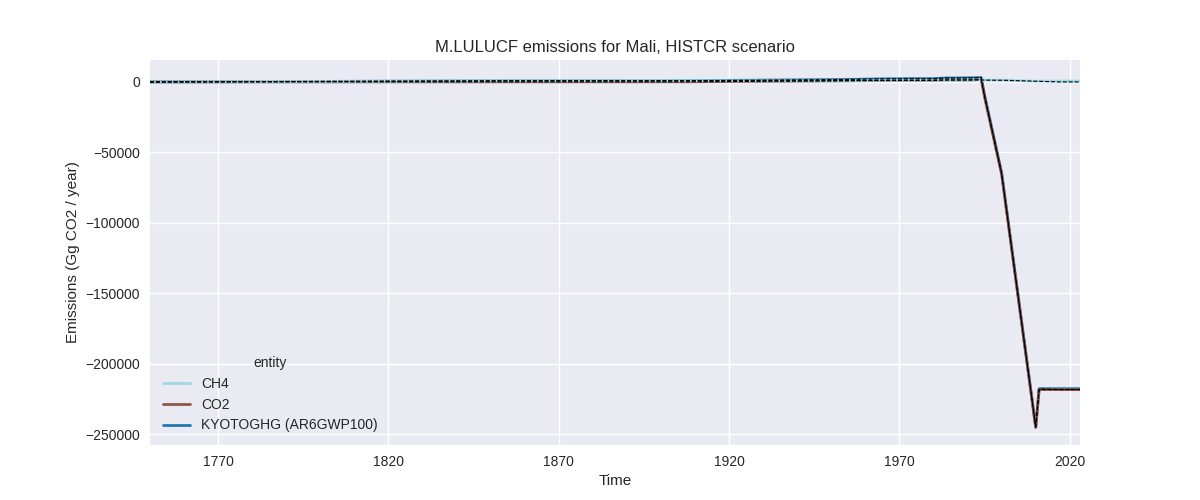 M.LULUCF emissions for Mali, HISTCR scenario
0
−50000
−100000
−150000
−200000
−250000
Emissions (Gg CO2 / year)
entity
CH4
CO2
KYOTOGHG (AR6GWP100)
1770
1820
1870
1920
1970
2020
Time